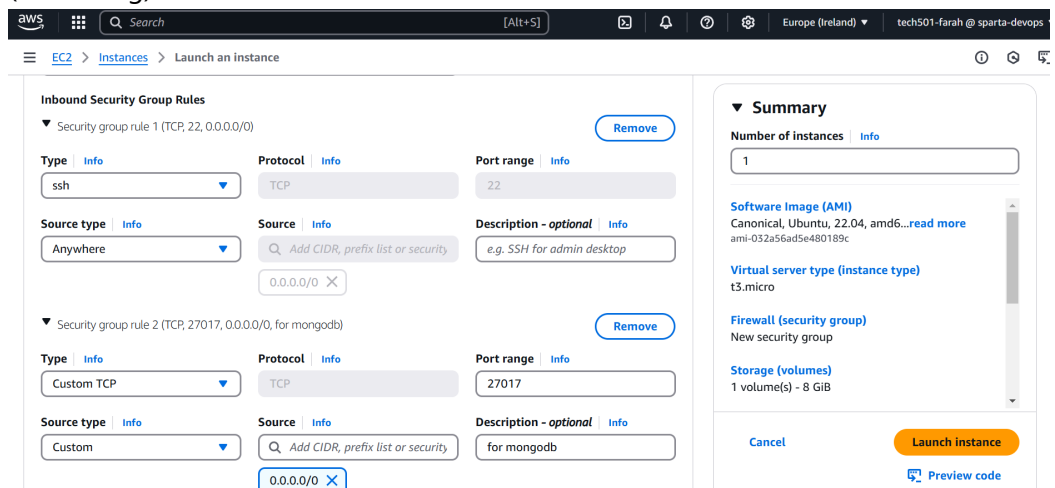 aws
Search
[Alt+S]
Europe (Ireland) ▼
tech501-farah @ sparta-devops
EC2 > Instances > Launch an instance
Inbound Security Group Rules
▼ Security group rule 1 (TCP, 22, 0.0.0.0/0)
Remove
Type | Info
Protocol | Info
Port range | Info
ssh
TCP
22
Source type | Info
Source | Info
Description - optional | Info
Anywhere
Add CIDR, prefix list or security
e.g. SSH for admin desktop
0.0.0.0/0 ✕
▼ Security group rule 2 (TCP, 27017, 0.0.0.0/0, for mongodb)
Remove
Type | Info
Protocol | Info
Port range | Info
Custom TCP
TCP
27017
Source type | Info
Source | Info
Description - optional | Info
Custom
Add CIDR, prefix list or security
for mongodb
0.0.0.0/0 ✕
▼ Summary
Number of instances | Info
1
Software Image (AMI)
Canonical, Ubuntu, 22.04, amd6...read more
ami-032a56ad5e480189c
Virtual server type (instance type)
t3.micro
Firewall (security group)
New security group
Storage (volumes)
1 volume(s) - 8 GiB
Cancel
Launch instance
Preview code